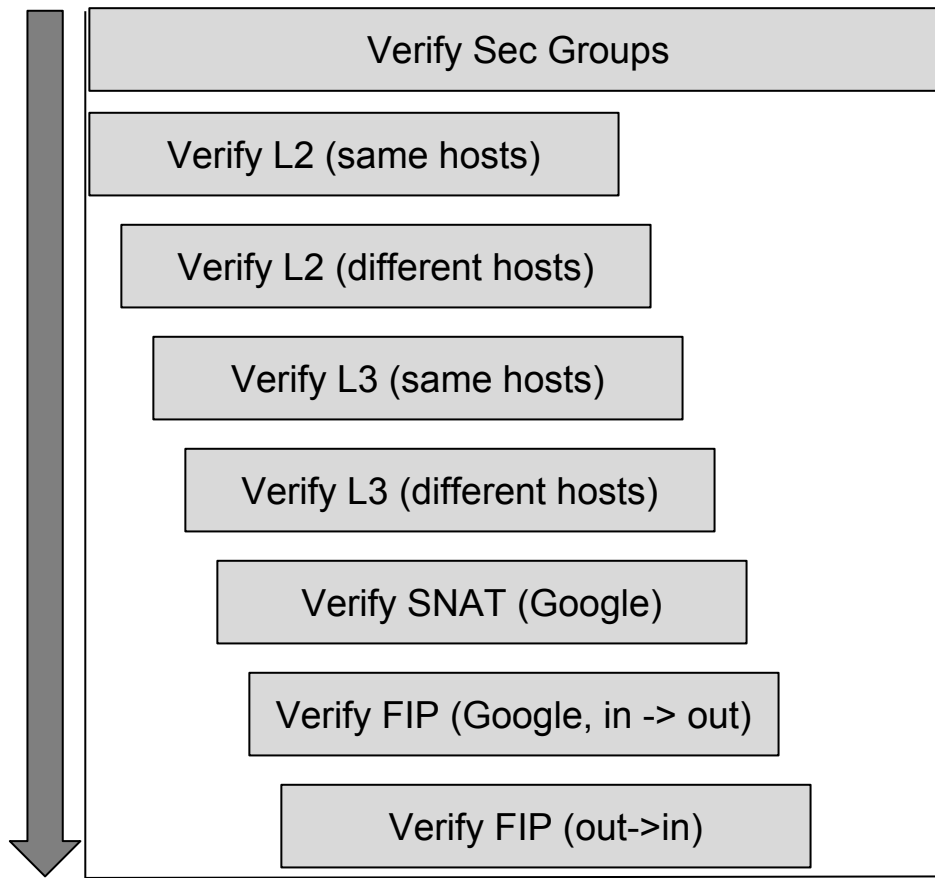 Verify Sec Groups
Verify L2 (same hosts)
Verify L2 (different hosts)
Verify L3 (same hosts)
Verify L3 (different hosts)
Verify SNAT (Google)
Verify FIP (Google, in -> out)
Verify FIP (out->in)